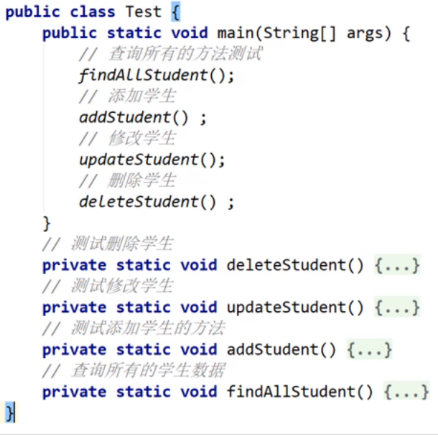 public class Test {
public static void main(String[] args) {
// 查询所有的方法测试
findAllStudent();
// 添加学生
addStudent() ;
// 修改学生
updateStudent();
// 删除学生
deleteStudent() ;
}
// 测试删除学生
private static void deleteStudent() {...}
// 测试修改学生
private static void updateStudent() {...}
// 测试添加学生的方法
private static void addStudent() {...}
// 查询所有的学生数据
private static void findAllStudent() {...}
}